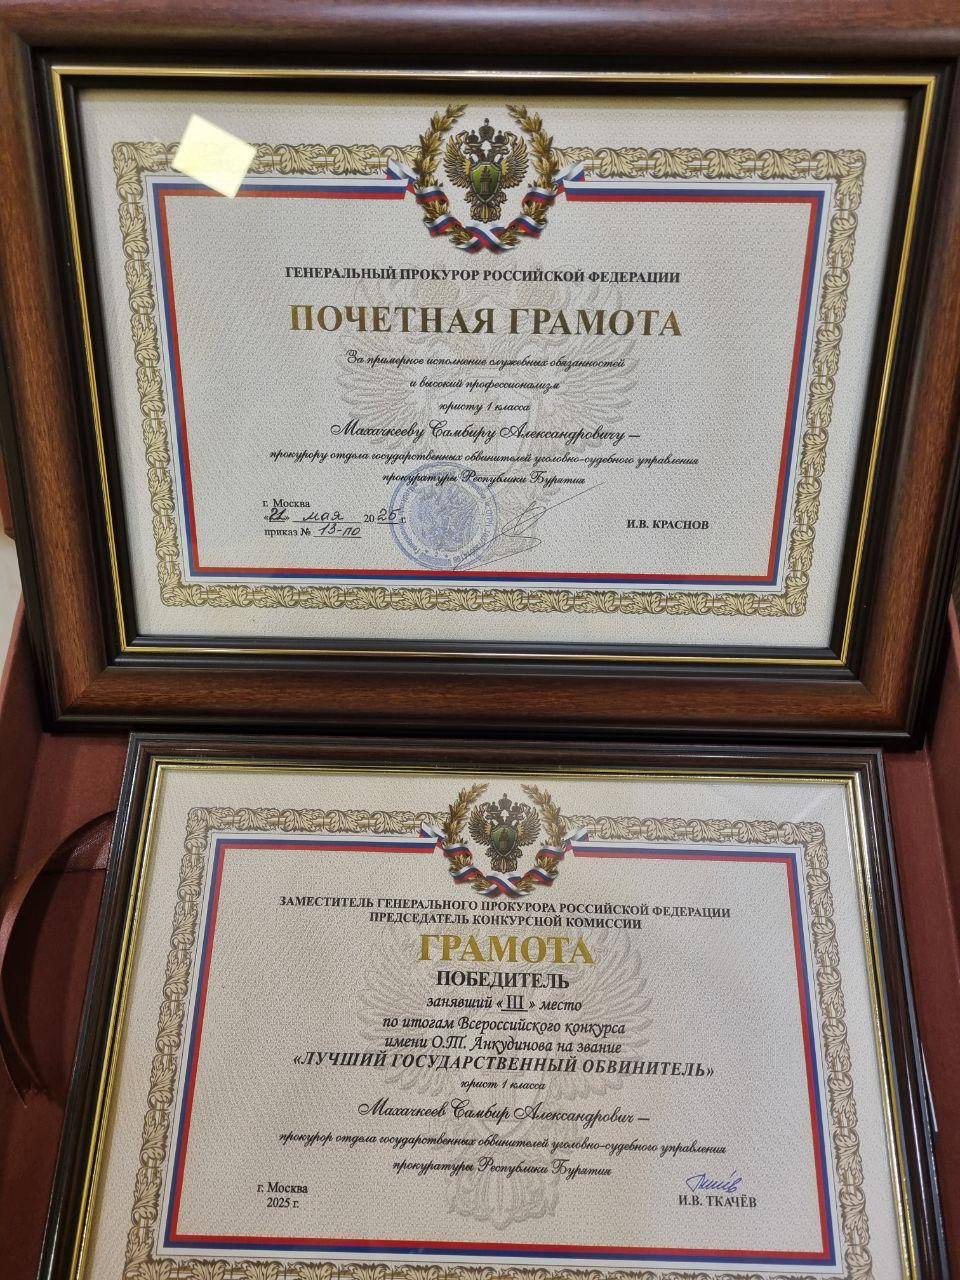 ГЕНЕРАЛЬНЫЙ ПРОКУРОР РОССИЙСКОЙ ФЕДЕРАЦИИ
ПОЧЕТНАЯ ГРАМОТА
За примерное исполнение служебных обязанностей
и высокий профессионализм
юристу 1 класса
Махачкееву Самбиру Александровичу —
прокурору отдела государственных обвинителей уголовно-судебного управления
прокуратуры Республики Бурятия
г. Москва
«21» мая 2025 г.
приказ № 13-по
И.В. КРАСНОВ
ЗАМЕСТИТЕЛЬ ГЕНЕРАЛЬНОГО ПРОКУРОРА РОССИЙСКОЙ ФЕДЕРАЦИИ
ПРЕДСЕДАТЕЛЬ КОНКУРСНОЙ КОМИССИИ
ГРАМОТА
ПОБЕДИТЕЛЬ
занявший « III » место
по итогам Всероссийского конкурса
имени О.Т. Анкудинова на звание
«ЛУЧШИЙ ГОСУДАРСТВЕННЫЙ ОБВИНИТЕЛЬ»
юрист 1 класса
Махачкеев Самбир Александрович —
прокурор отдела государственных обвинителей уголовно-судебного управления
прокуратуры Республики Бурятия
г. Москва
2025 г.
И.В. ТКАЧЁВ